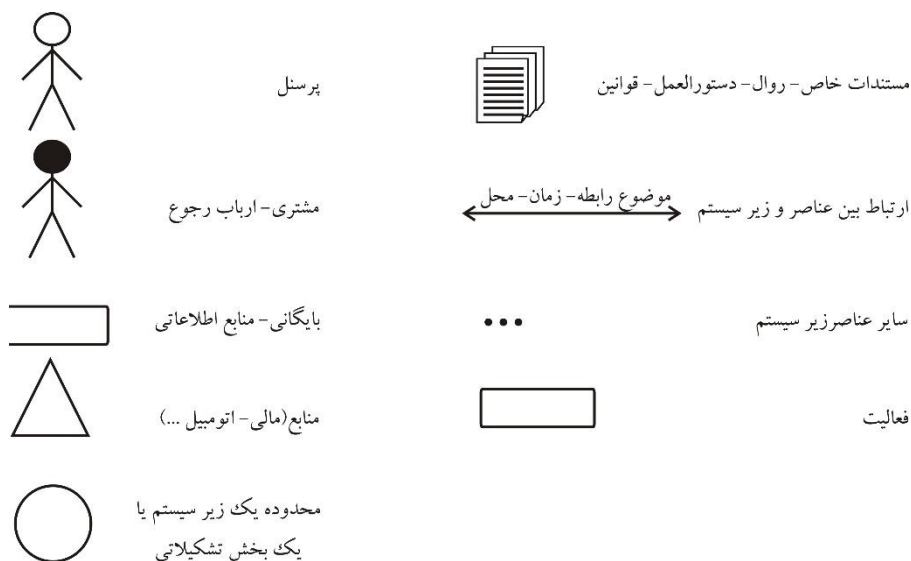 مستندات خاص- روال- دستورالعمل- قوانین
پرسنل
ارتباط بین عناصر و زیر سیستم
موضوع رابطه- زمان- محل
مشتری- ارباب رجوع
سایر عناصرزیر سیستم
بایگانی- منابع اطلاعاتی
فعالیت
منابع(مالی- اتومبیل ...)
محدوده یک زیر سیستم یا
یک بخش تشکیلاتی